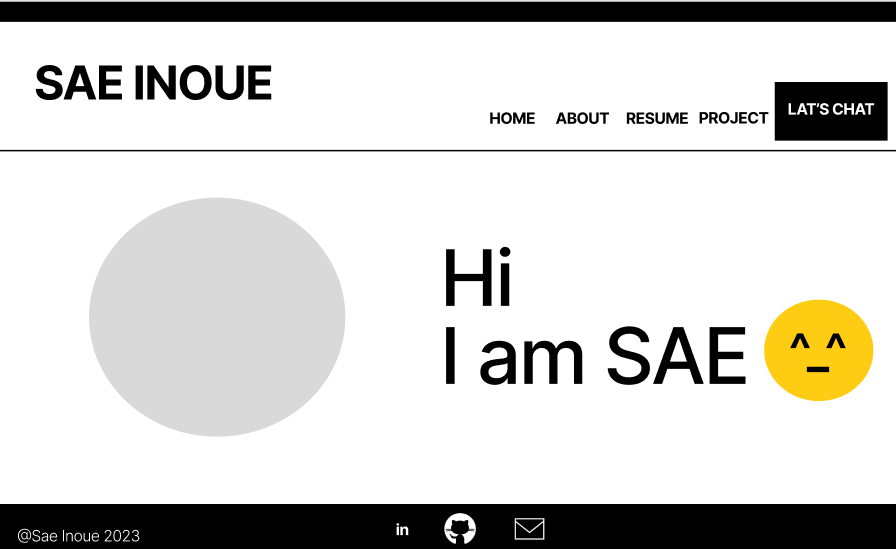 SAE INOUE
HOME ABOUT RESUME PROJECT LAT'S CHAT
Hi
I am SAE ^_^
in
@Sae Inoue 2023